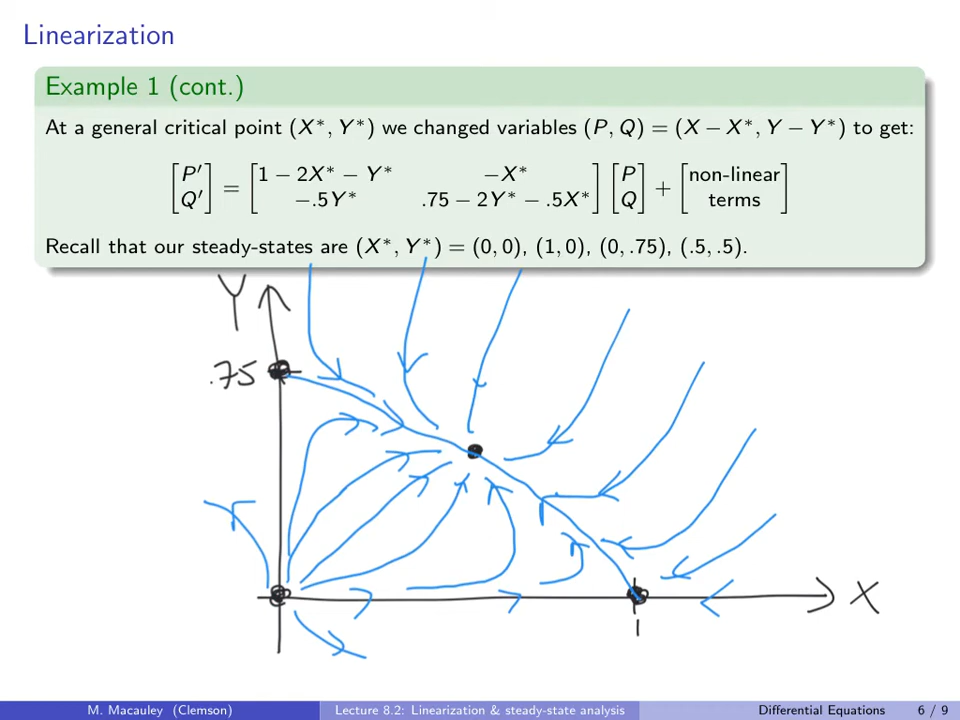 Linearization
Example 1 (cont.)
At a general critical point (X*, Y*) we changed variables (P, Q) = (X − X*, Y − Y*) to get:
[P′ Q′] = [1 − 2X* − Y* −X* −.5Y* .75 − 2Y* − .5X*] [P Q] + [non-linear terms]
Recall that our steady-states are (X*, Y*) = (0, 0), (1, 0), (0, .75), (.5, .5).
Y
.75
X
1
M. Macauley (Clemson) Lecture 8.2: Linearization & steady-state analysis Differential Equations 6 / 9